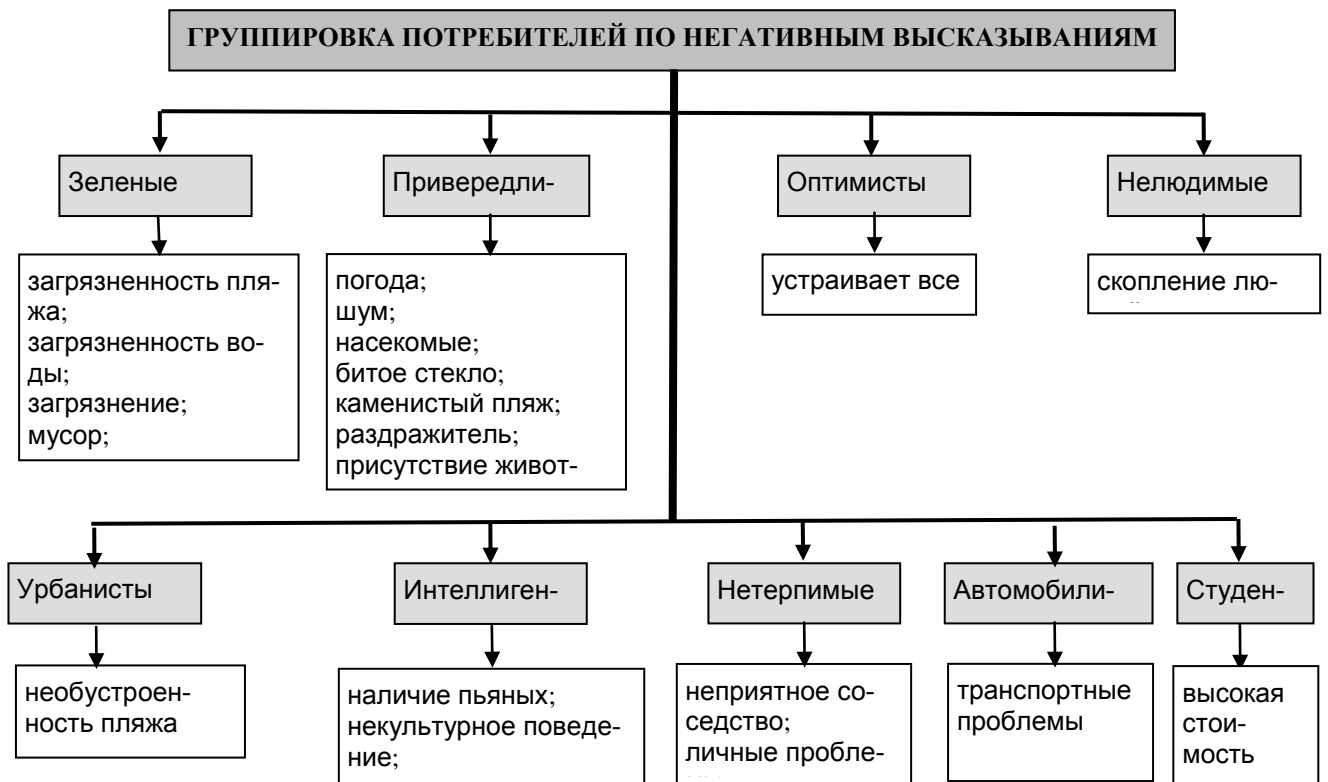 ГРУППИРОВКА ПОТРЕБИТЕЛЕЙ ПО НЕГАТИВНЫМ ВЫСКАЗЫВАНИЯМ
Зеленые
Привередли-
Оптимисты
Нелюдимые
загрязненность пля-
жа;
загрязненность во-
ды;
загрязнение;
мусор;
погода;
шум;
насекомые;
битое стекло;
каменистый пляж;
раздражитель;
присутствие живот-
устраивает все
скопление лю-
Урбанисты
Интеллиген-
Нетерпимые
Автомобили-
Студен-
необустроен-
ность пляжа
наличие пьяных;
некультурное поведе-
ние;
неприятное со-
седство;
личные пробле-
транспортные
проблемы
высокая
стои-
мость